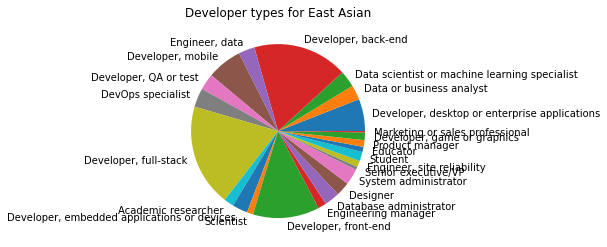 Developer types for East Asian
Developer, back-end
Engineer, data
Developer, mobile
Data scientist or machine learning specialist
Developer, QA or test
Data or business analyst
DevOps specialist
Developer, desktop or enterprise applications
Marketing or sales professional
Developer, game or graphics
Product manager
Educator
Developer, full-stack
Student
Engineer, site reliability
Senior executive/VP
System administrator
Designer
Academic researcher
Database administrator
Developer, embedded applications or devices
Engineering manager
Scientist
Developer, front-end